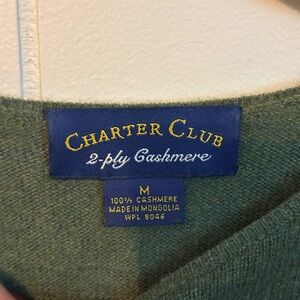 CHARTER CLUB
2-ply Cashmere
M
100% CASHMERE
MADE IN MONGOLIA
WPL 8046